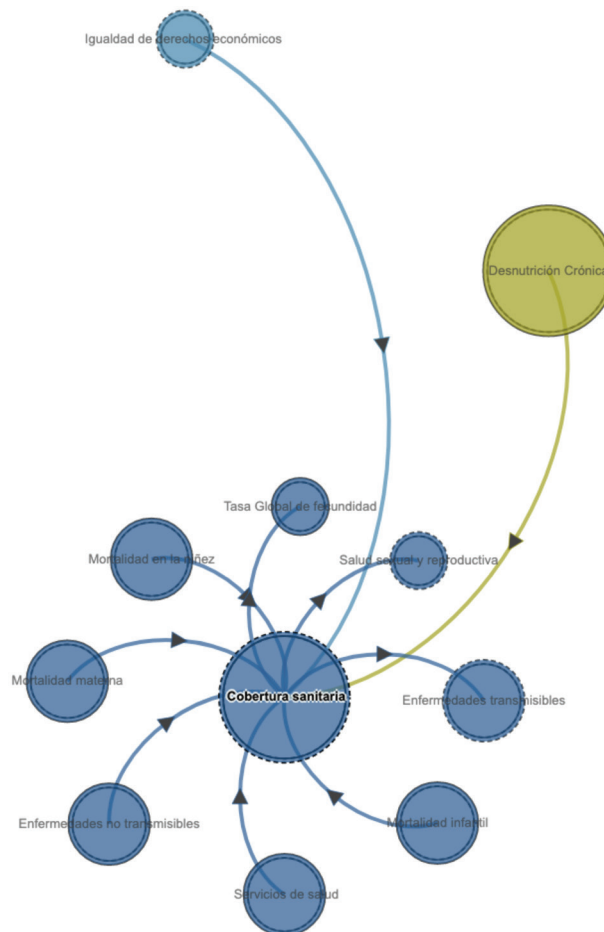 Igualdad de derechos económicos
Desnutrición Crónica
Tasa Global de fecundidad
Mortalidad en la niñez
Salud sexual y reproductiva
Mortalidad materna
Cobertura sanitaria
Enfermedades transmisibles
Enfermedades no transmisibles
Mortalidad infantil
Servicios de salud